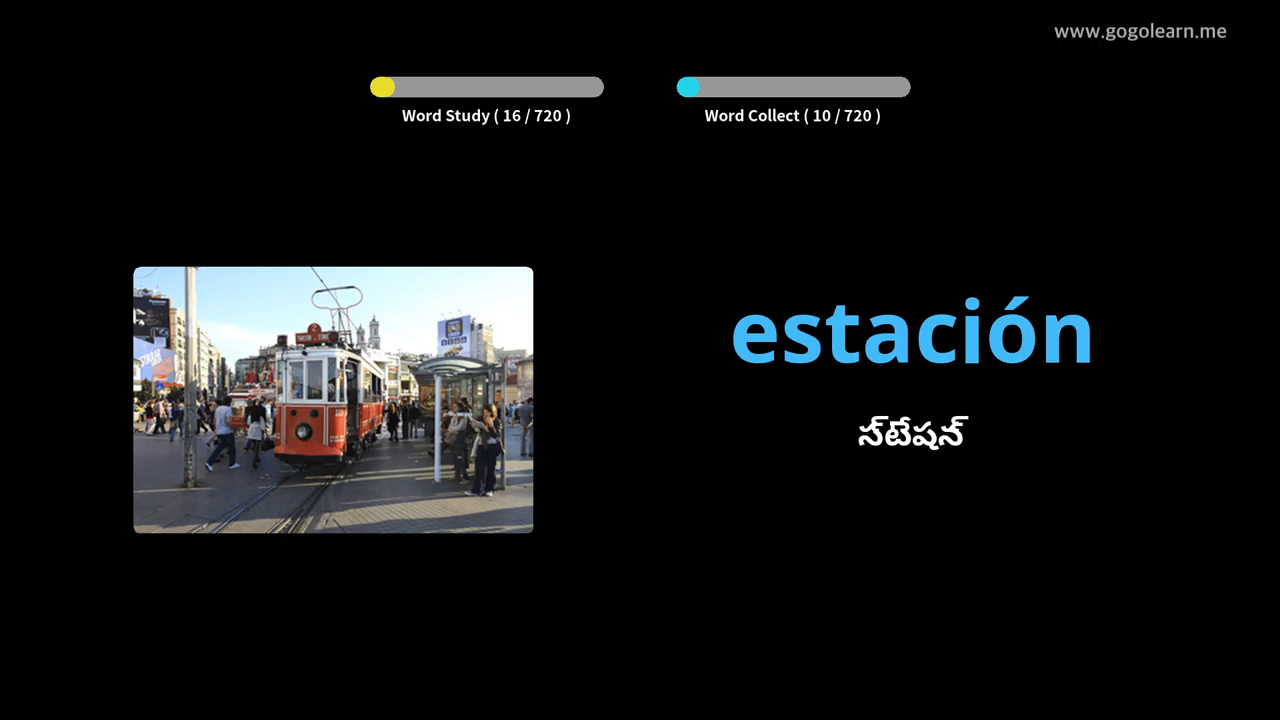 www.gogolearn.me
Word Study ( 16 / 720 )
Word Collect ( 10 / 720 )
estación
స్‌టేషన్